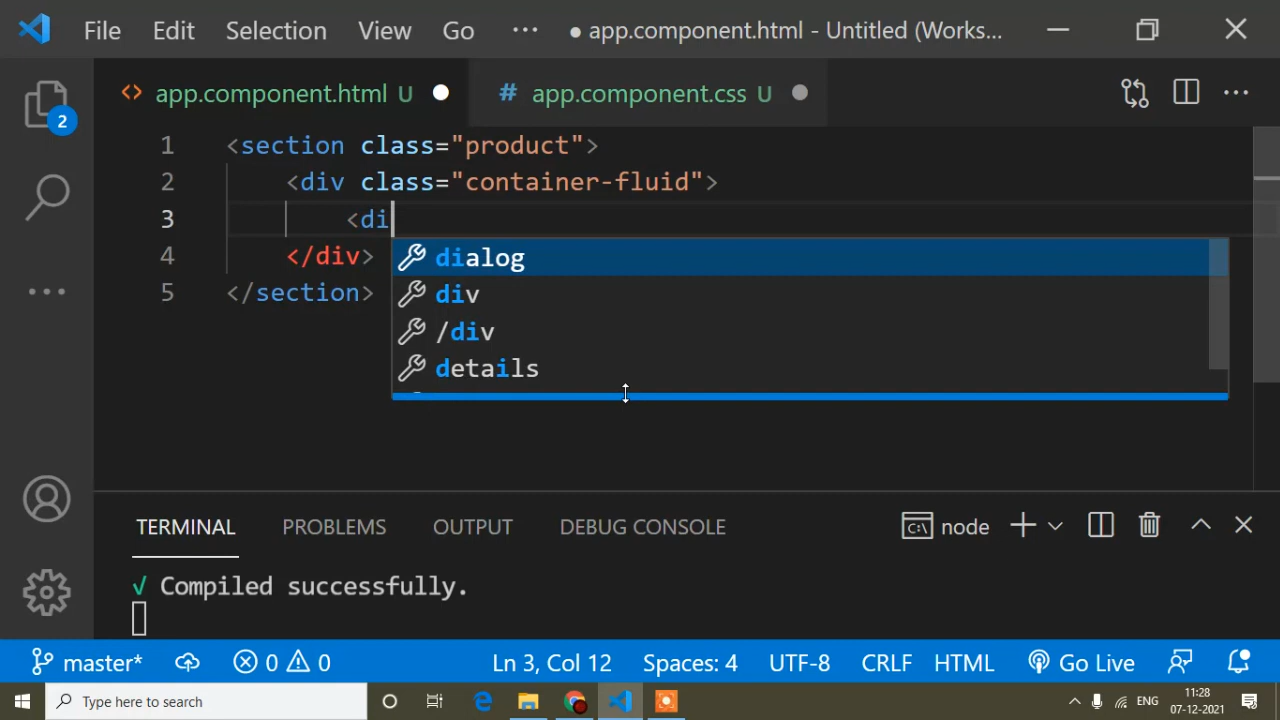 File Edit Selection View Go ··· ● app.component.html - Untitled (Works...
2
<> app.component.html U # app.component.css U
1 <section class="product">
2 <div class="container-fluid">
3 <di
4 </div>
5 </section>
dialog
div
/div
details
TERMINAL PROBLEMS OUTPUT DEBUG CONSOLE node
√ Compiled successfully.
master* 0 0 Ln 3, Col 12 Spaces: 4 UTF-8 CRLF HTML Go Live
Type here to search ENG 11:28
07-12-2021